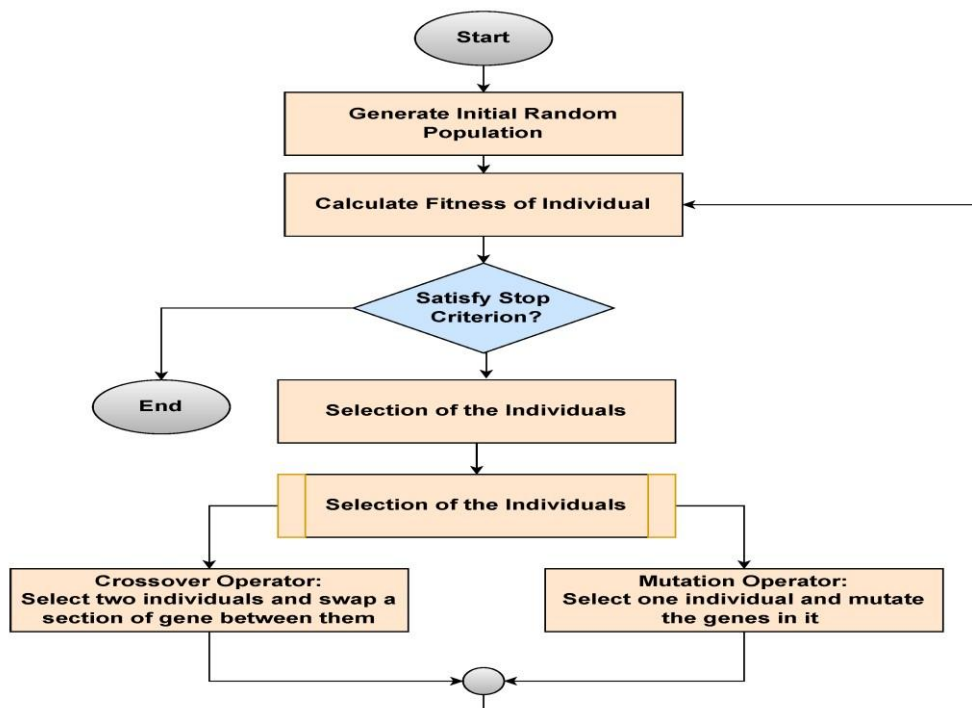 Start
Generate Initial Random
Population
Calculate Fitness of Individual
Satisfy Stop
Criterion?
End
Selection of the Individuals
Selection of the Individuals
Crossover Operator:
Select two individuals and swap a
section of gene between them
Mutation Operator:
Select one individual and mutate
the genes in it